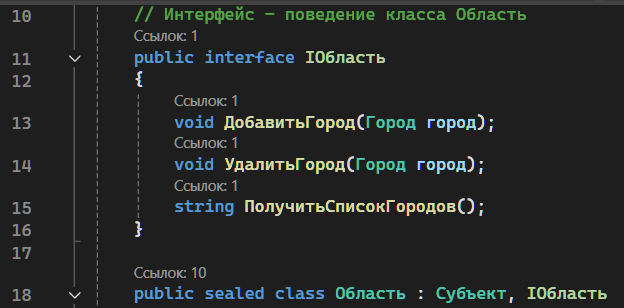 10 // Интерфейс – поведение класса Область
Ссылок: 1
11 public interface IОбласть
12 {
Ссылок: 1
13 void ДобавитьГород(Город город);
Ссылок: 1
14 void УдалитьГород(Город город);
Ссылок: 1
15 string ПолучитьСписокГородов();
16 }
17
Ссылок: 10
18 public sealed class Область : Субъект, IОбласть